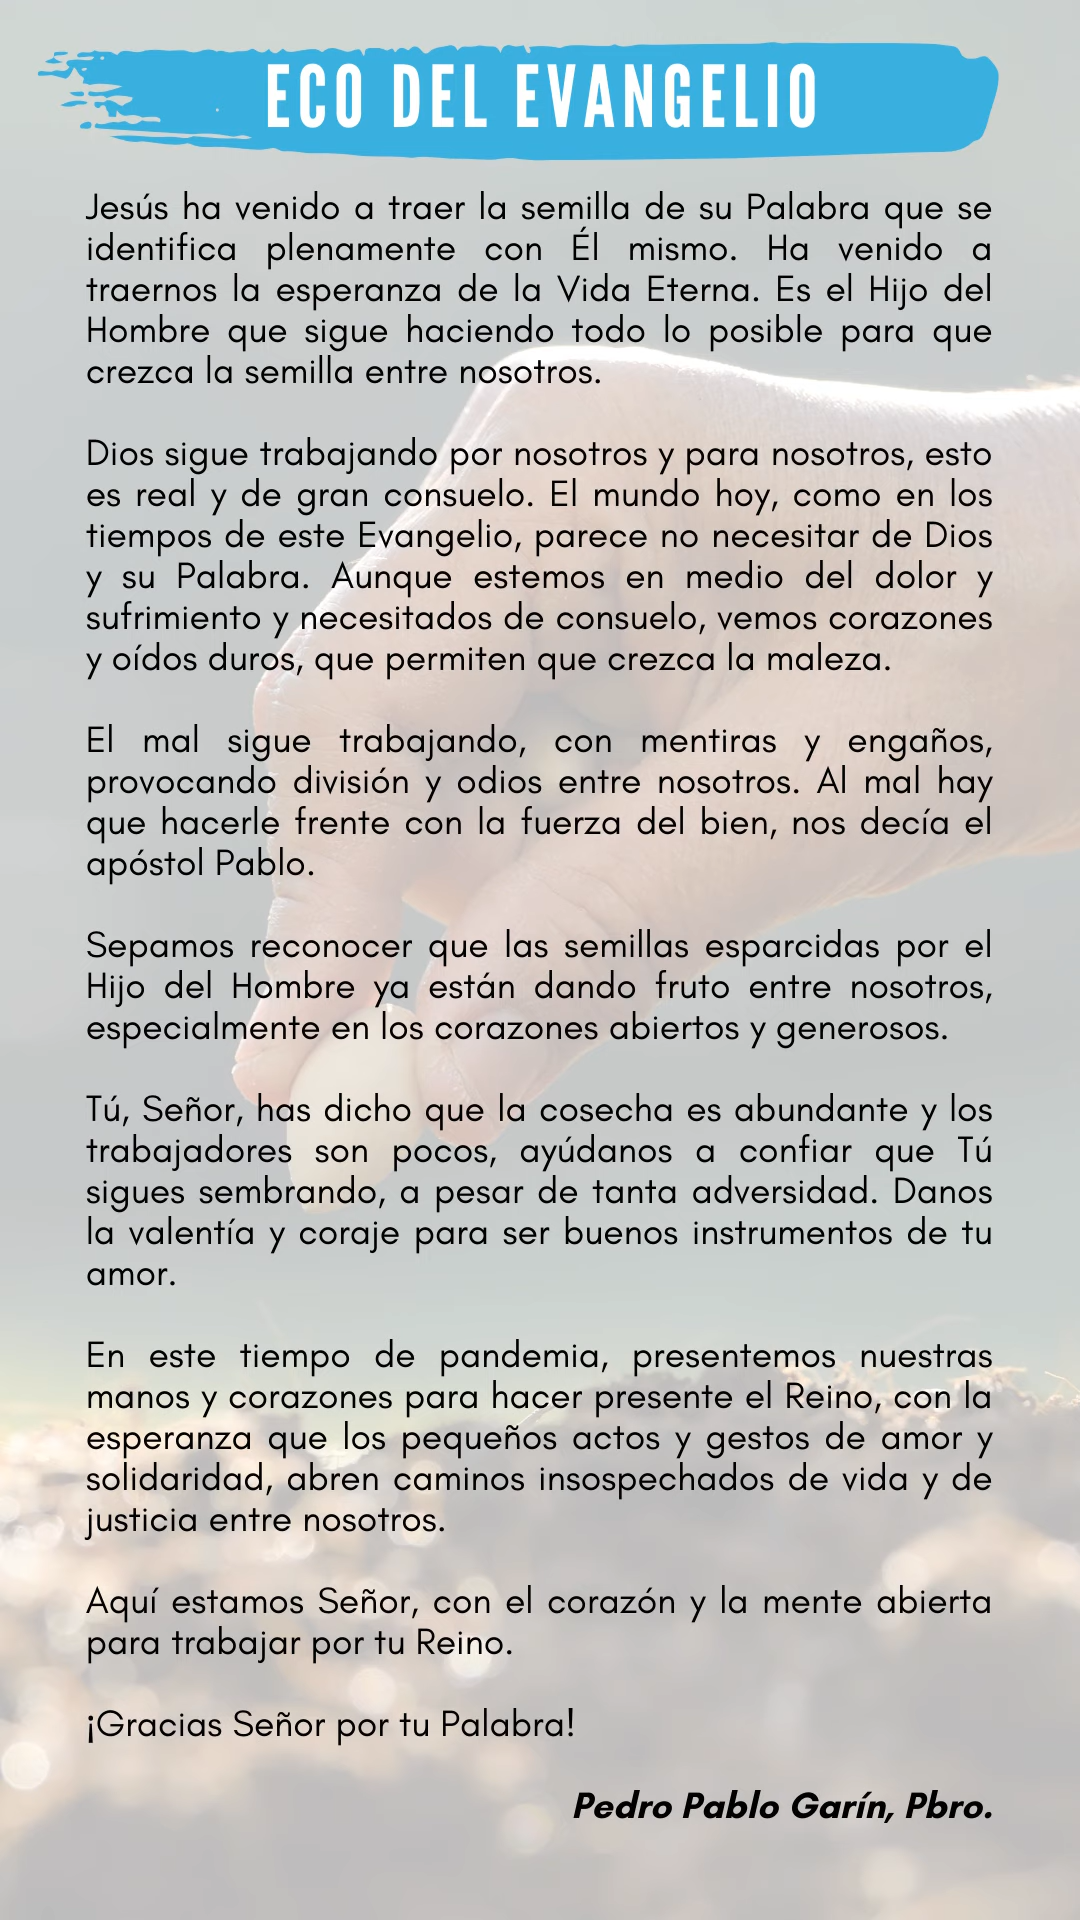 ECO DEL EVANGELIO
Jesús ha venido a traer la semilla de su Palabra que se
identifica plenamente con Él mismo. Ha venido a
traernos la esperanza de la Vida Eterna. Es el Hijo del
Hombre que sigue haciendo todo lo posible para que
crezca la semilla entre nosotros.
Dios sigue trabajando por nosotros y para nosotros, esto
es real y de gran consuelo. El mundo hoy, como en los
tiempos de este Evangelio, parece no necesitar de Dios
y su Palabra. Aunque estemos en medio del dolor y
sufrimiento y necesitados de consuelo, vemos corazones
y oídos duros, que permiten que crezca la maleza.
El mal sigue trabajando, con mentiras y engaños,
provocando división y odios entre nosotros. Al mal hay
que hacerle frente con la fuerza del bien, nos decía el
apóstol Pablo.
Sepamos reconocer que las semillas esparcidas por el
Hijo del Hombre ya están dando fruto entre nosotros,
especialmente en los corazones abiertos y generosos.
Tú, Señor, has dicho que la cosecha es abundante y los
trabajadores son pocos, ayúdanos a confiar que Tú
sigues sembrando, a pesar de tanta adversidad. Danos
la valentía y coraje para ser buenos instrumentos de tu
amor.
En este tiempo de pandemia, presentemos nuestras
manos y corazones para hacer presente el Reino, con la
esperanza que los pequeños actos y gestos de amor y
solidaridad, abren caminos insospechados de vida y de
justicia entre nosotros.
Aquí estamos Señor, con el corazón y la mente abierta
para trabajar por tu Reino.
¡Gracias Señor por tu Palabra!
Pedro Pablo Garín, Pbro.